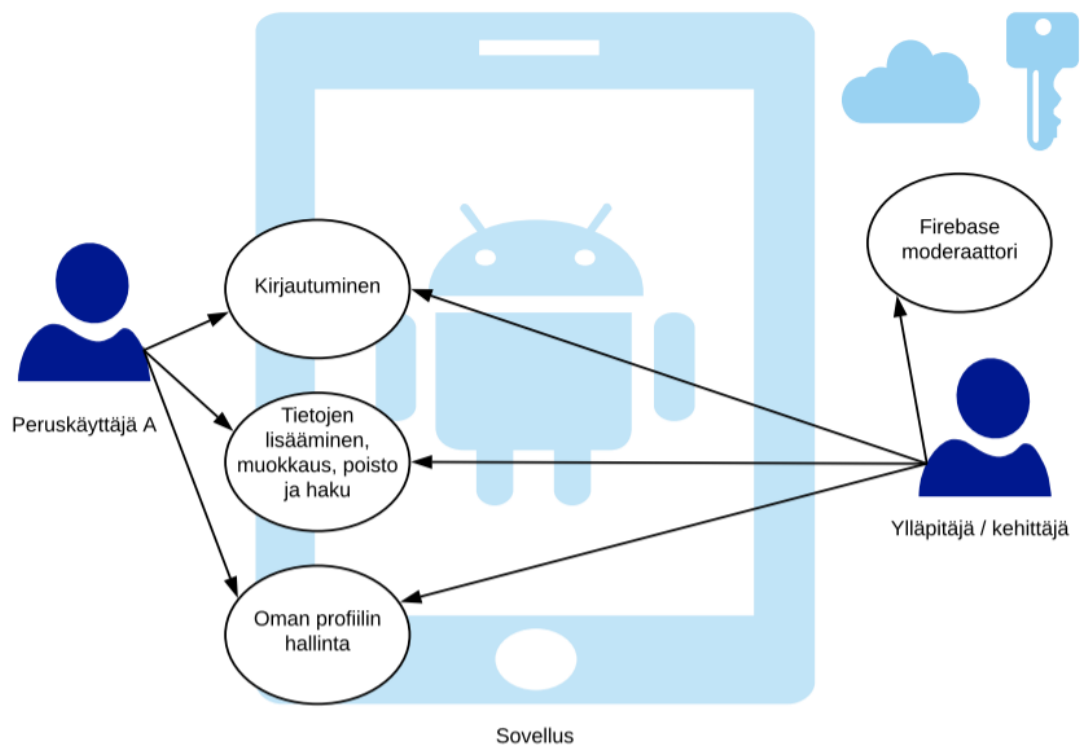 Firebase
moderaattori
Kirjautuminen
Peruskäyttäjä A
Tietojen
lisääminen,
muokkaus, poisto
ja haku
Ylläpitäjä / kehittäjä
Oman profiilin
hallinta
Sovellus